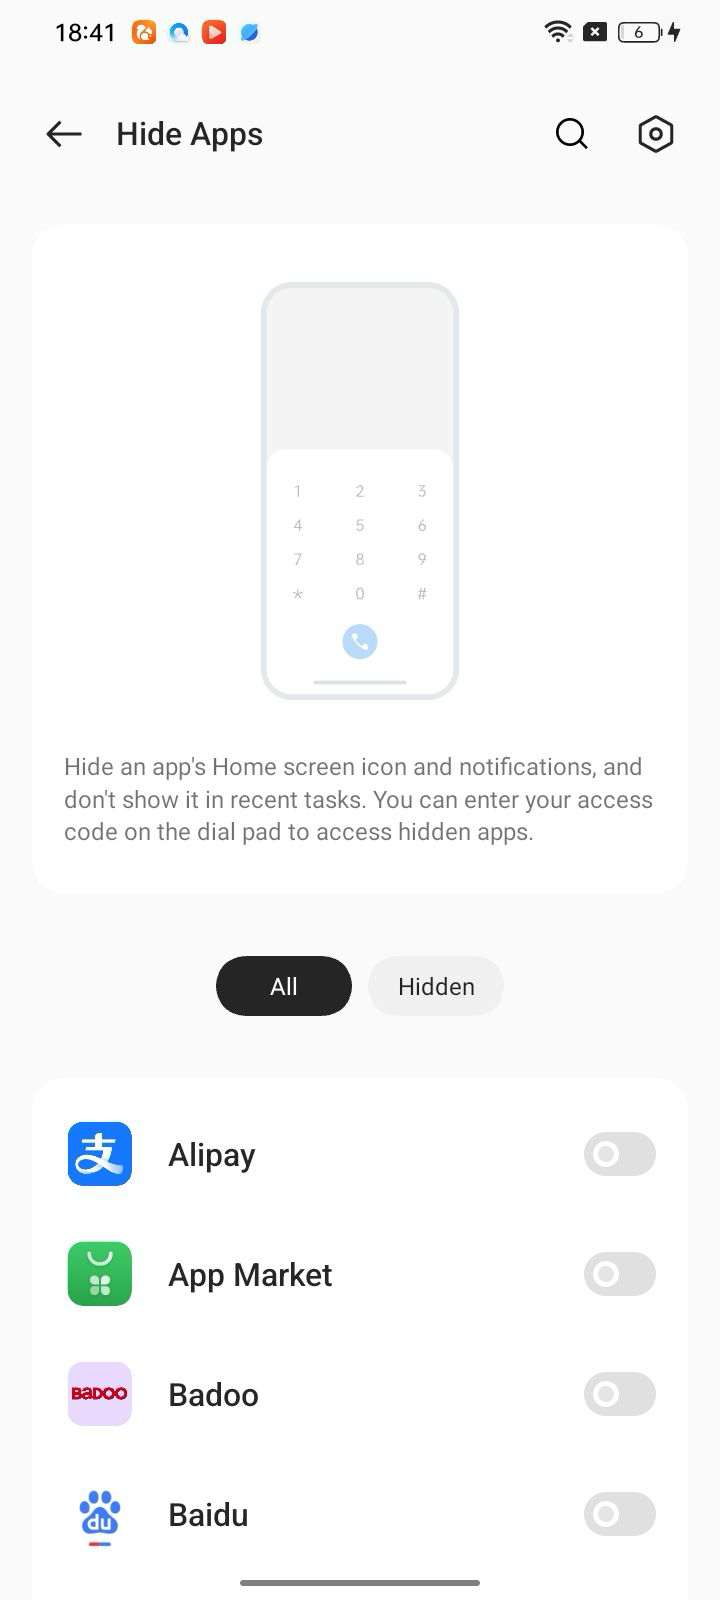 18:41
6
Hide Apps
1 2 3
4 5 6
7 8 9
* 0 #
Hide an app's Home screen icon and notifications, and
don't show it in recent tasks. You can enter your access
code on the dial pad to access hidden apps.
All Hidden
支 Alipay
App Market
Badoo Badoo
du Baidu